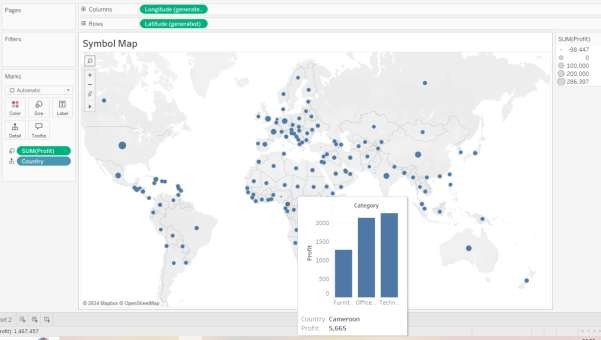 Pages
Columns
Longitude (generate..
Rows
Latitude (generated)
Filters
Symbol Map
SUM(Profit)
-98,447
0
100,000
200,000
286,397
Marks
Automatic
Color
Size
Label
Detail
Tooltip
SUM(Profit)
Country
Category
Profit
2000
1500
1000
500
0
Furnit..
Office..
Techn..
Country Cameroon
Profit 5,665
© 2024 Mapbox © OpenStreetMap
eet 2
rofit): 1,467,457